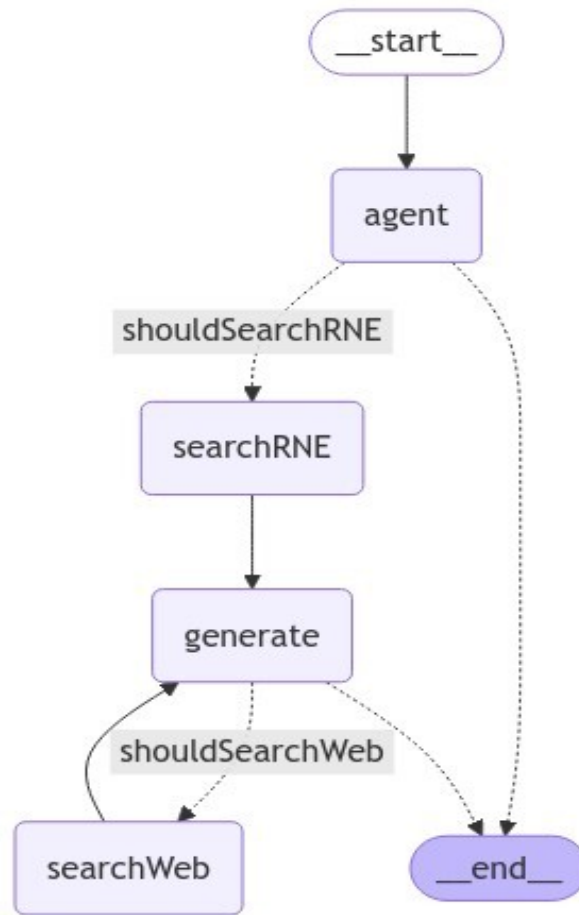 __start__
agent
shouldSearchRNE
searchRNE
generate
shouldSearchWeb
searchWeb
__end__